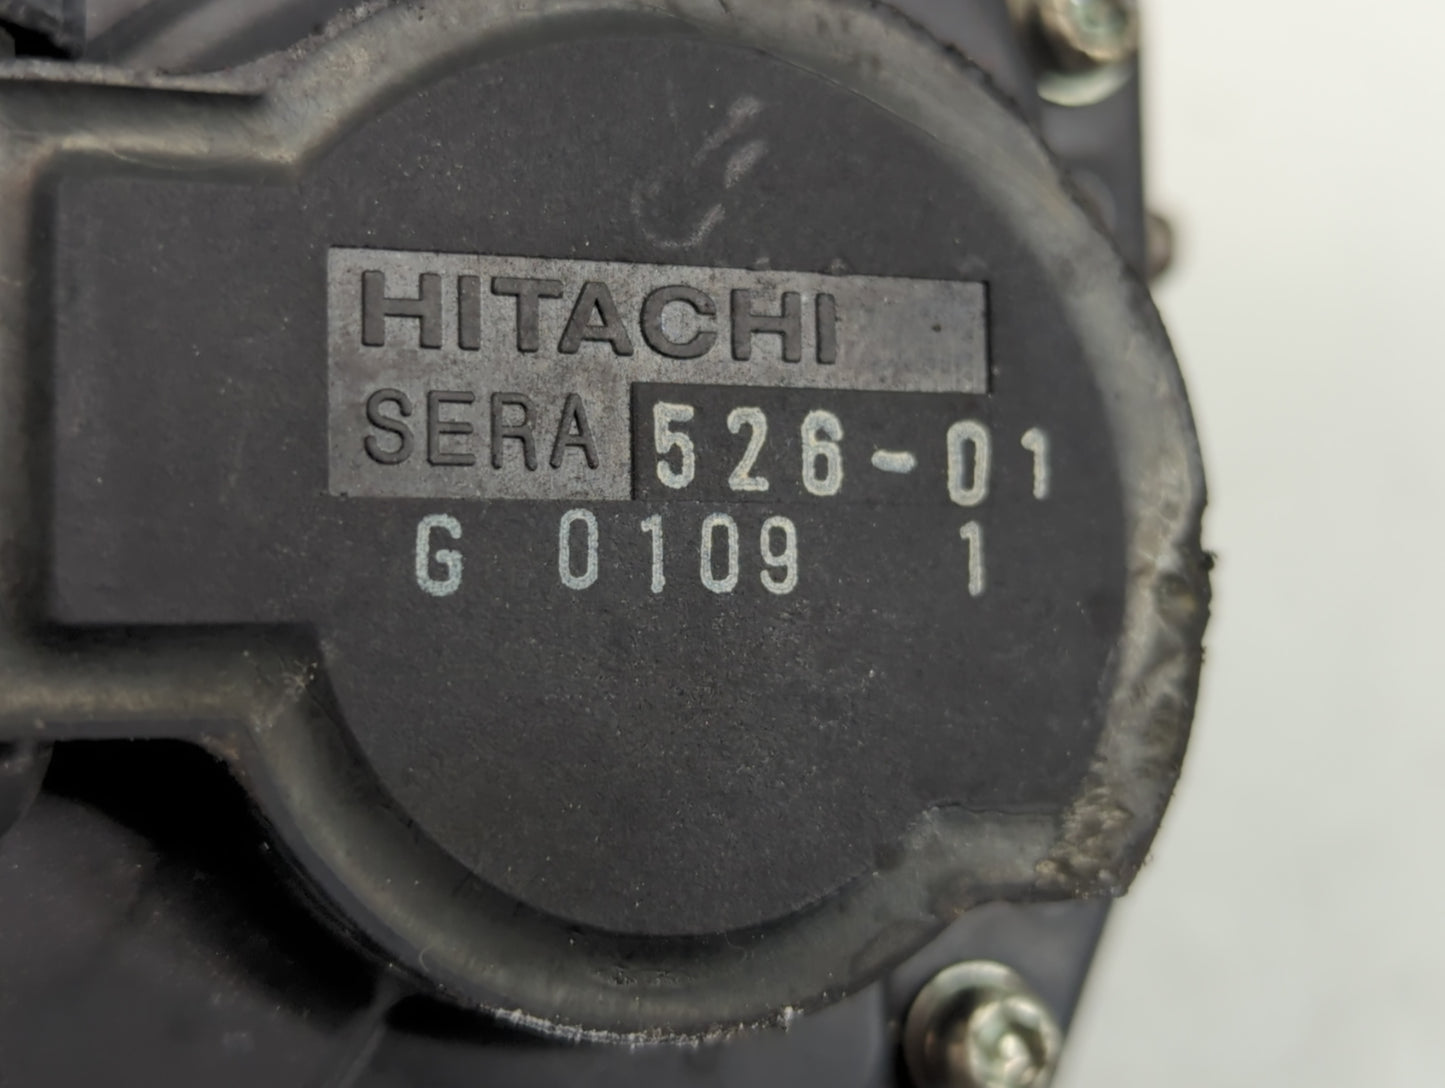 HITACHI
SERA 526-01
G 0109 1